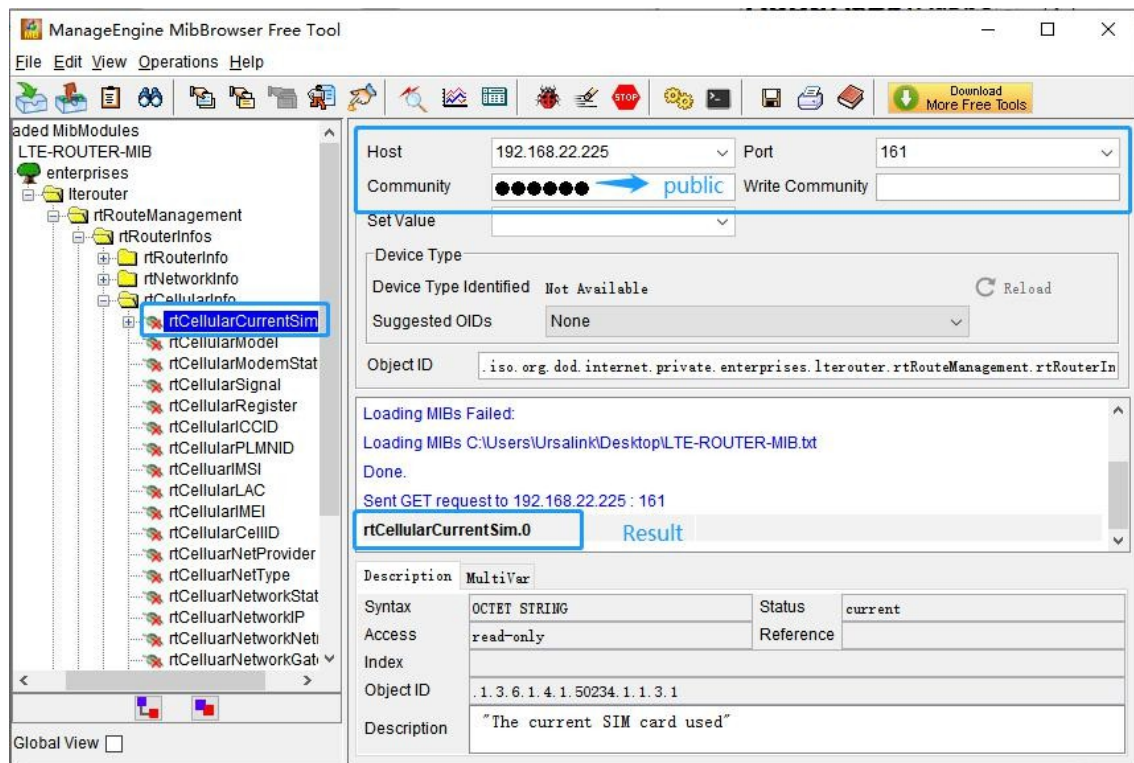 ManageEngine MibBrowser Free Tool
File Edit View Operations Help
STOP
Download
More Free Tools
aded MibModules
LTE-ROUTER-MIB
enterprises
lterouter
rtRouteManagement
rtRouterInfos
rtRouterInfo
rtNetworkInfo
rtCellularInfo
rtCellularCurrentSim
rtCellularModel
rtCellularModemStat
rtCellularSignal
rtCellularRegister
rtCellularICCID
rtCellularPLMNID
rtCelluarIMSI
rtCellularLAC
rtCellularIMEI
rtCellularCellID
rtCelluarNetProvider
rtCelluarNetType
rtCelluarNetworkStat
rtCelluarNetworkIP
rtCelluarNetworkNet
rtCelluarNetworkGat
Global View
Host 192.168.22.225 Port 161
Community ●●●●●● public Write Community
Set Value
Device Type
Device Type Identified Not Available Reload
Suggested OIDs None
Object ID .iso.org.dod.internet.private.enterprises.lterouter.rtRouteManagement.rtRouterIn
Loading MIBs Failed:
Loading MIBs C:\Users\Ursalink\Desktop\LTE-ROUTER-MIB.txt
Done.
Sent GET request to 192.168.22.225 : 161
rtCellularCurrentSim.0 Result
Description MultiVar
Syntax OCTET STRING Status current
Access read-only Reference
Index
Object ID .1.3.6.1.4.1.50234.1.1.3.1
Description "The current SIM card used"